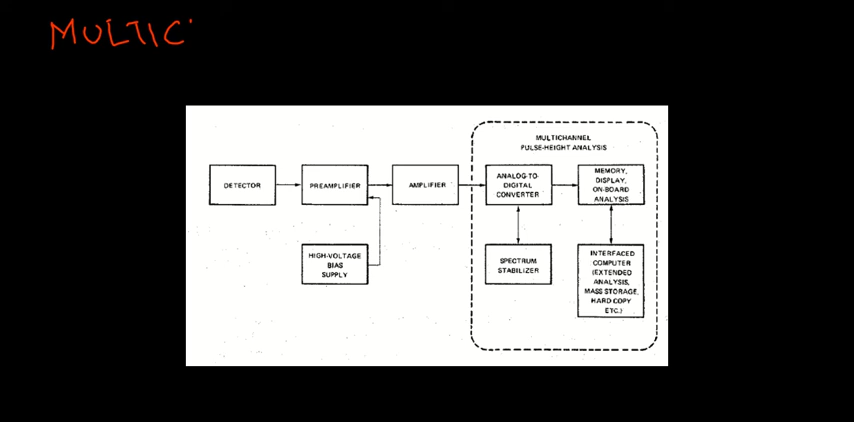 MULTIC
MULTICHANNEL
PULSE-HEIGHT ANALYSIS
DETECTOR
PREAMPLIFIER
AMPLIFIER
ANALOG-TO-
DIGITAL
CONVERTER
MEMORY,
DISPLAY,
ON-BOARD
ANALYSIS
HIGH-VOLTAGE
BIAS
SUPPLY
SPECTRUM
STABILIZER
INTERFACED
COMPUTER
(EXTENDED
ANALYSIS,
MASS STORAGE,
HARD COPY
ETC.)